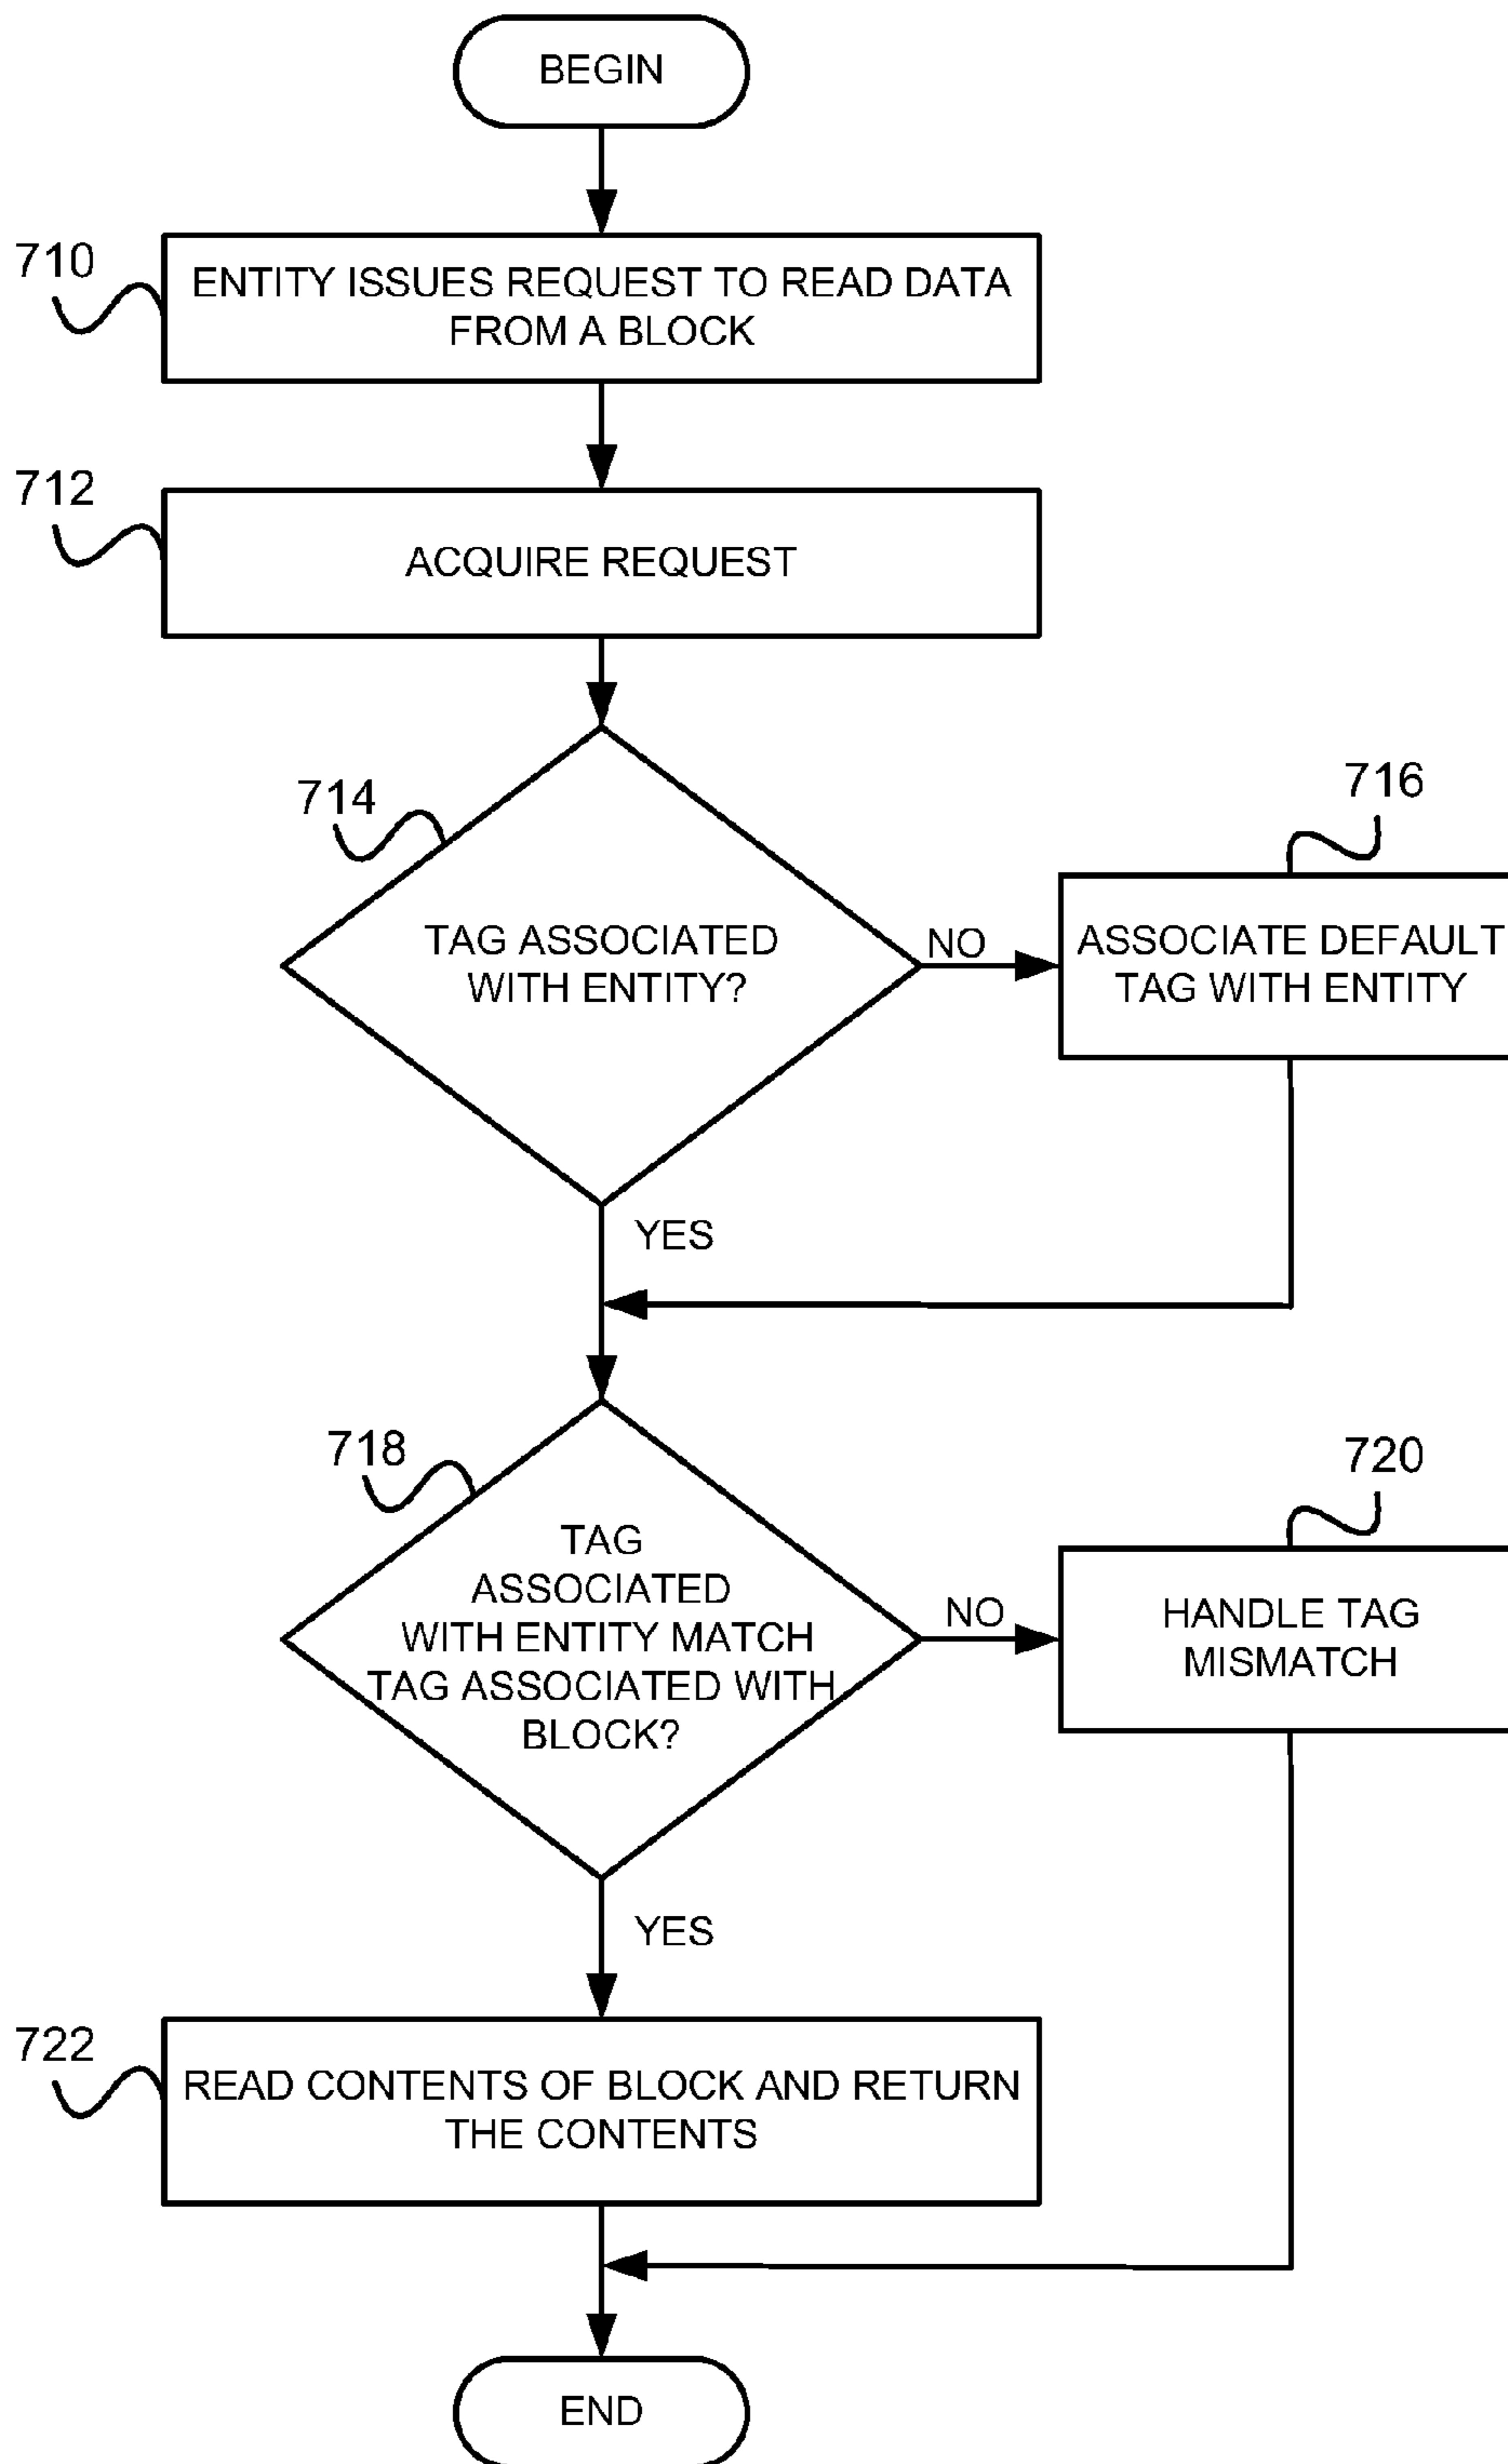 BEGIN
710
ENTITY ISSUES REQUEST TO READ DATA
FROM A BLOCK
712
ACQUIRE REQUEST
714
TAG ASSOCIATED
WITH ENTITY?
NO
716
ASSOCIATE DEFAULT
TAG WITH ENTITY
YES
718
TAG
ASSOCIATED
WITH ENTITY MATCH
TAG ASSOCIATED WITH
BLOCK?
NO
720
HANDLE TAG
MISMATCH
YES
722
READ CONTENTS OF BLOCK AND RETURN
THE CONTENTS
END